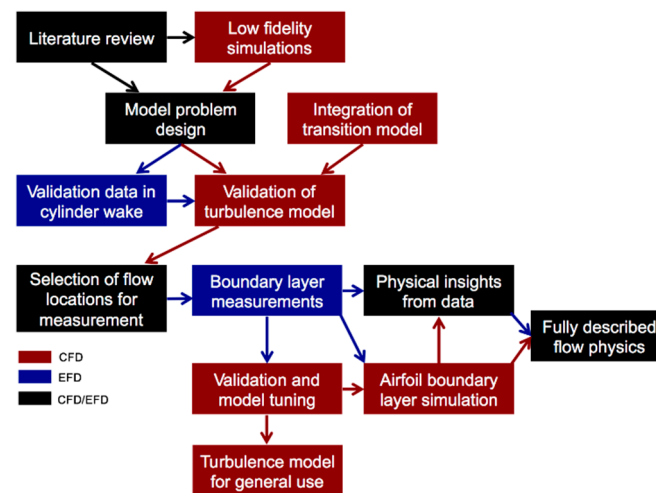 Literature review
Low fidelity
simulations
Model problem
design
Integration of
transition model
Validation data in
cylinder wake
Validation of
turbulence model
Selection of flow
locations for
measurement
Boundary layer
measurements
Physical insights
from data
Fully described
flow physics
CFD
EFD
CFD/EFD
Validation and
model tuning
Airfoil boundary
layer simulation
Turbulence model
for general use